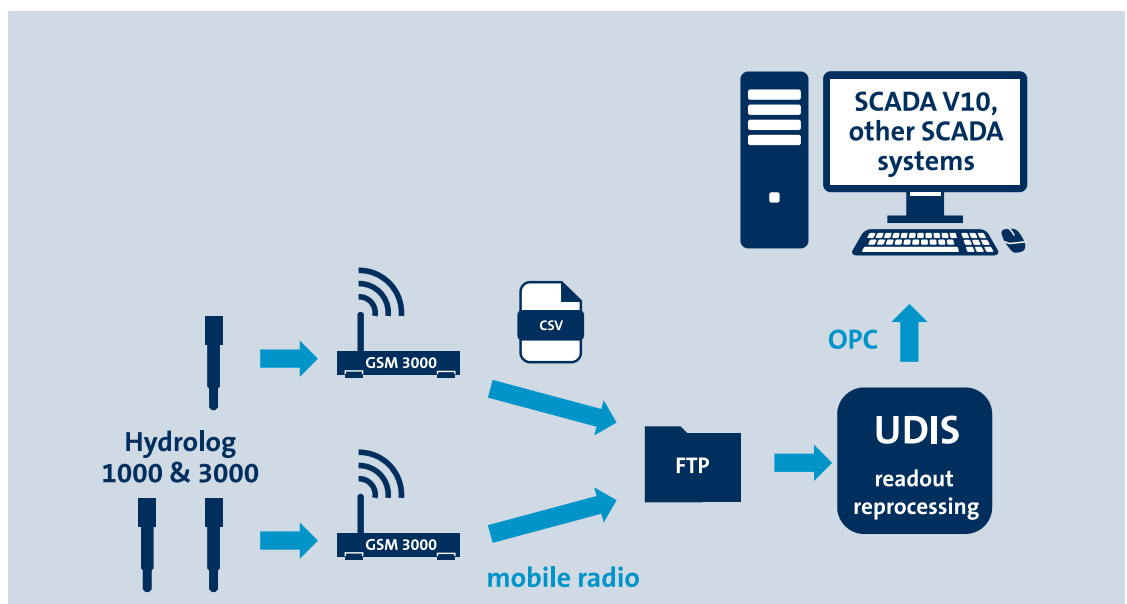 SCADA V10,
other SCADA
systems
CSV
GSM 3000
OPC
Hydrolog
1000 & 3000
FTP
UDIS
readout
reprocessing
GSM 3000
mobile radio